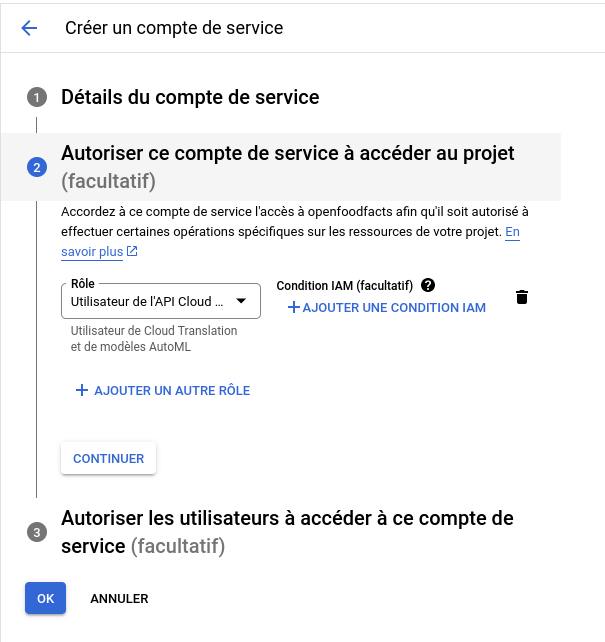 Créer un compte de service
1
Détails du compte de service
2
Autoriser ce compte de service à accéder au projet
(facultatif)
Accordez à ce compte de service l'accès à openfoodfacts afin qu'il soit autorisé à
effectuer certaines opérations spécifiques sur les ressources de votre projet. En
savoir plus
Rôle
Utilisateur de l'API Cloud ...
Condition IAM (facultatif) ?
+ AJOUTER UNE CONDITION IAM
Utilisateur de Cloud Translation
et de modèles AutoML
+ AJOUTER UN AUTRE RÔLE
CONTINUER
3
Autoriser les utilisateurs à accéder à ce compte de
service (facultatif)
OK
ANNULER